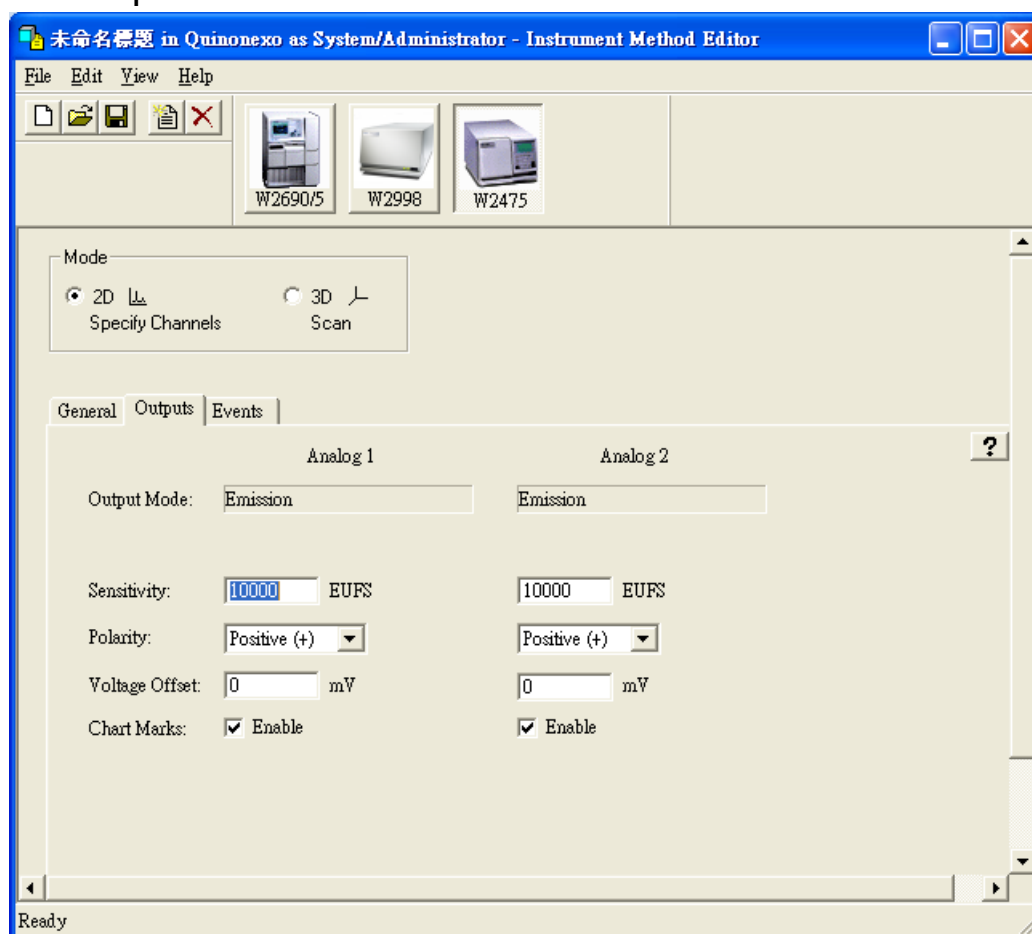 未命名標題 in Quinonexo as System/Administrator - Instrument Method Editor
File Edit View Help
W2690/5 W2998 W2475
Mode
2D 3D
Specify Channels Scan
General Outputs Events
Analog 1 Analog 2 ?
Output Mode: Emission Emission
Sensitivity: 10000 EUFS 10000 EUFS
Polarity: Positive (+) Positive (+)
Voltage Offset: 0 mV 0 mV
Chart Marks: Enable Enable
Ready